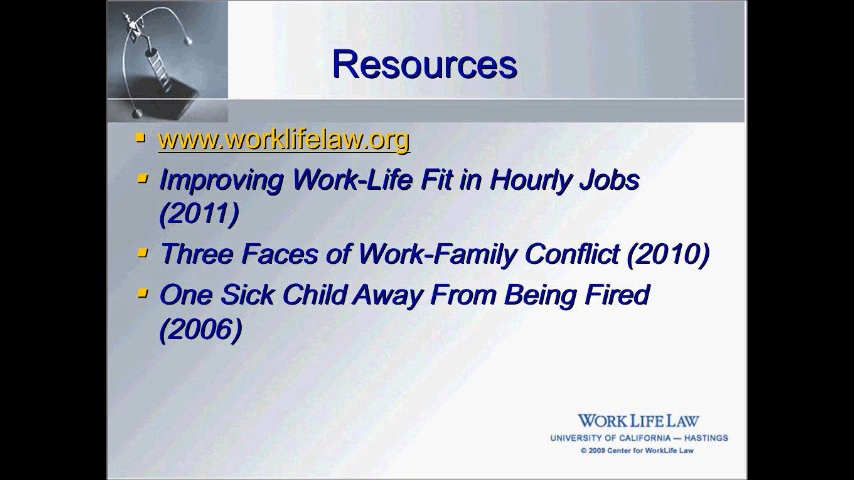 Resources
www.worklifelaw.org
Improving Work-Life Fit in Hourly Jobs
(2011)
Three Faces of Work-Family Conflict (2010)
One Sick Child Away From Being Fired
(2006)
WORK LIFE LAW
UNIVERSITY OF CALIFORNIA — HASTINGS
© 2009 Center for WorkLife Law